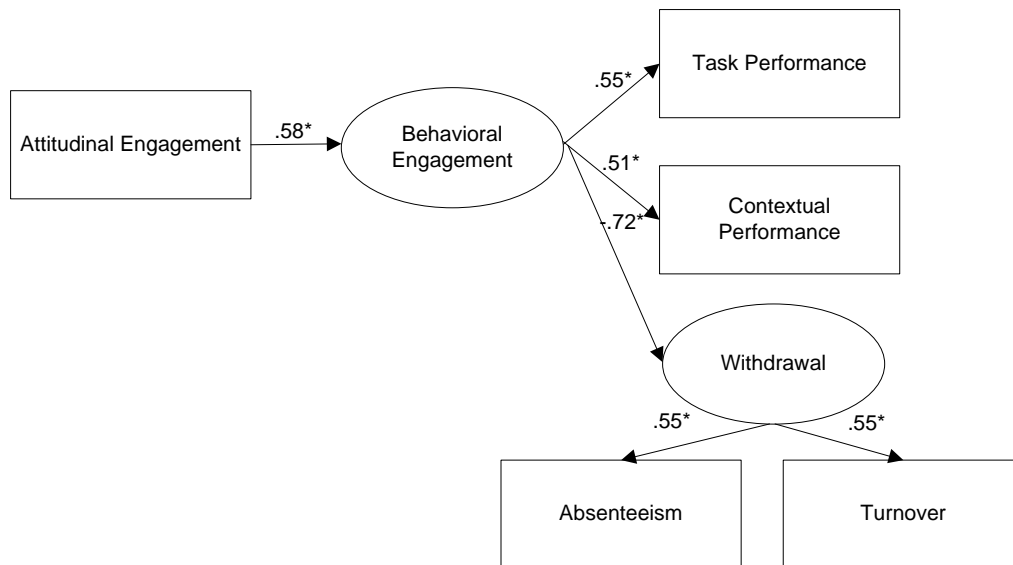 Task Performance
.55*
Attitudinal Engagement
.58*
Behavioral
Engagement
.51*
Contextual
Performance
-.72*
Withdrawal
.55*
.55*
Absenteeism
Turnover